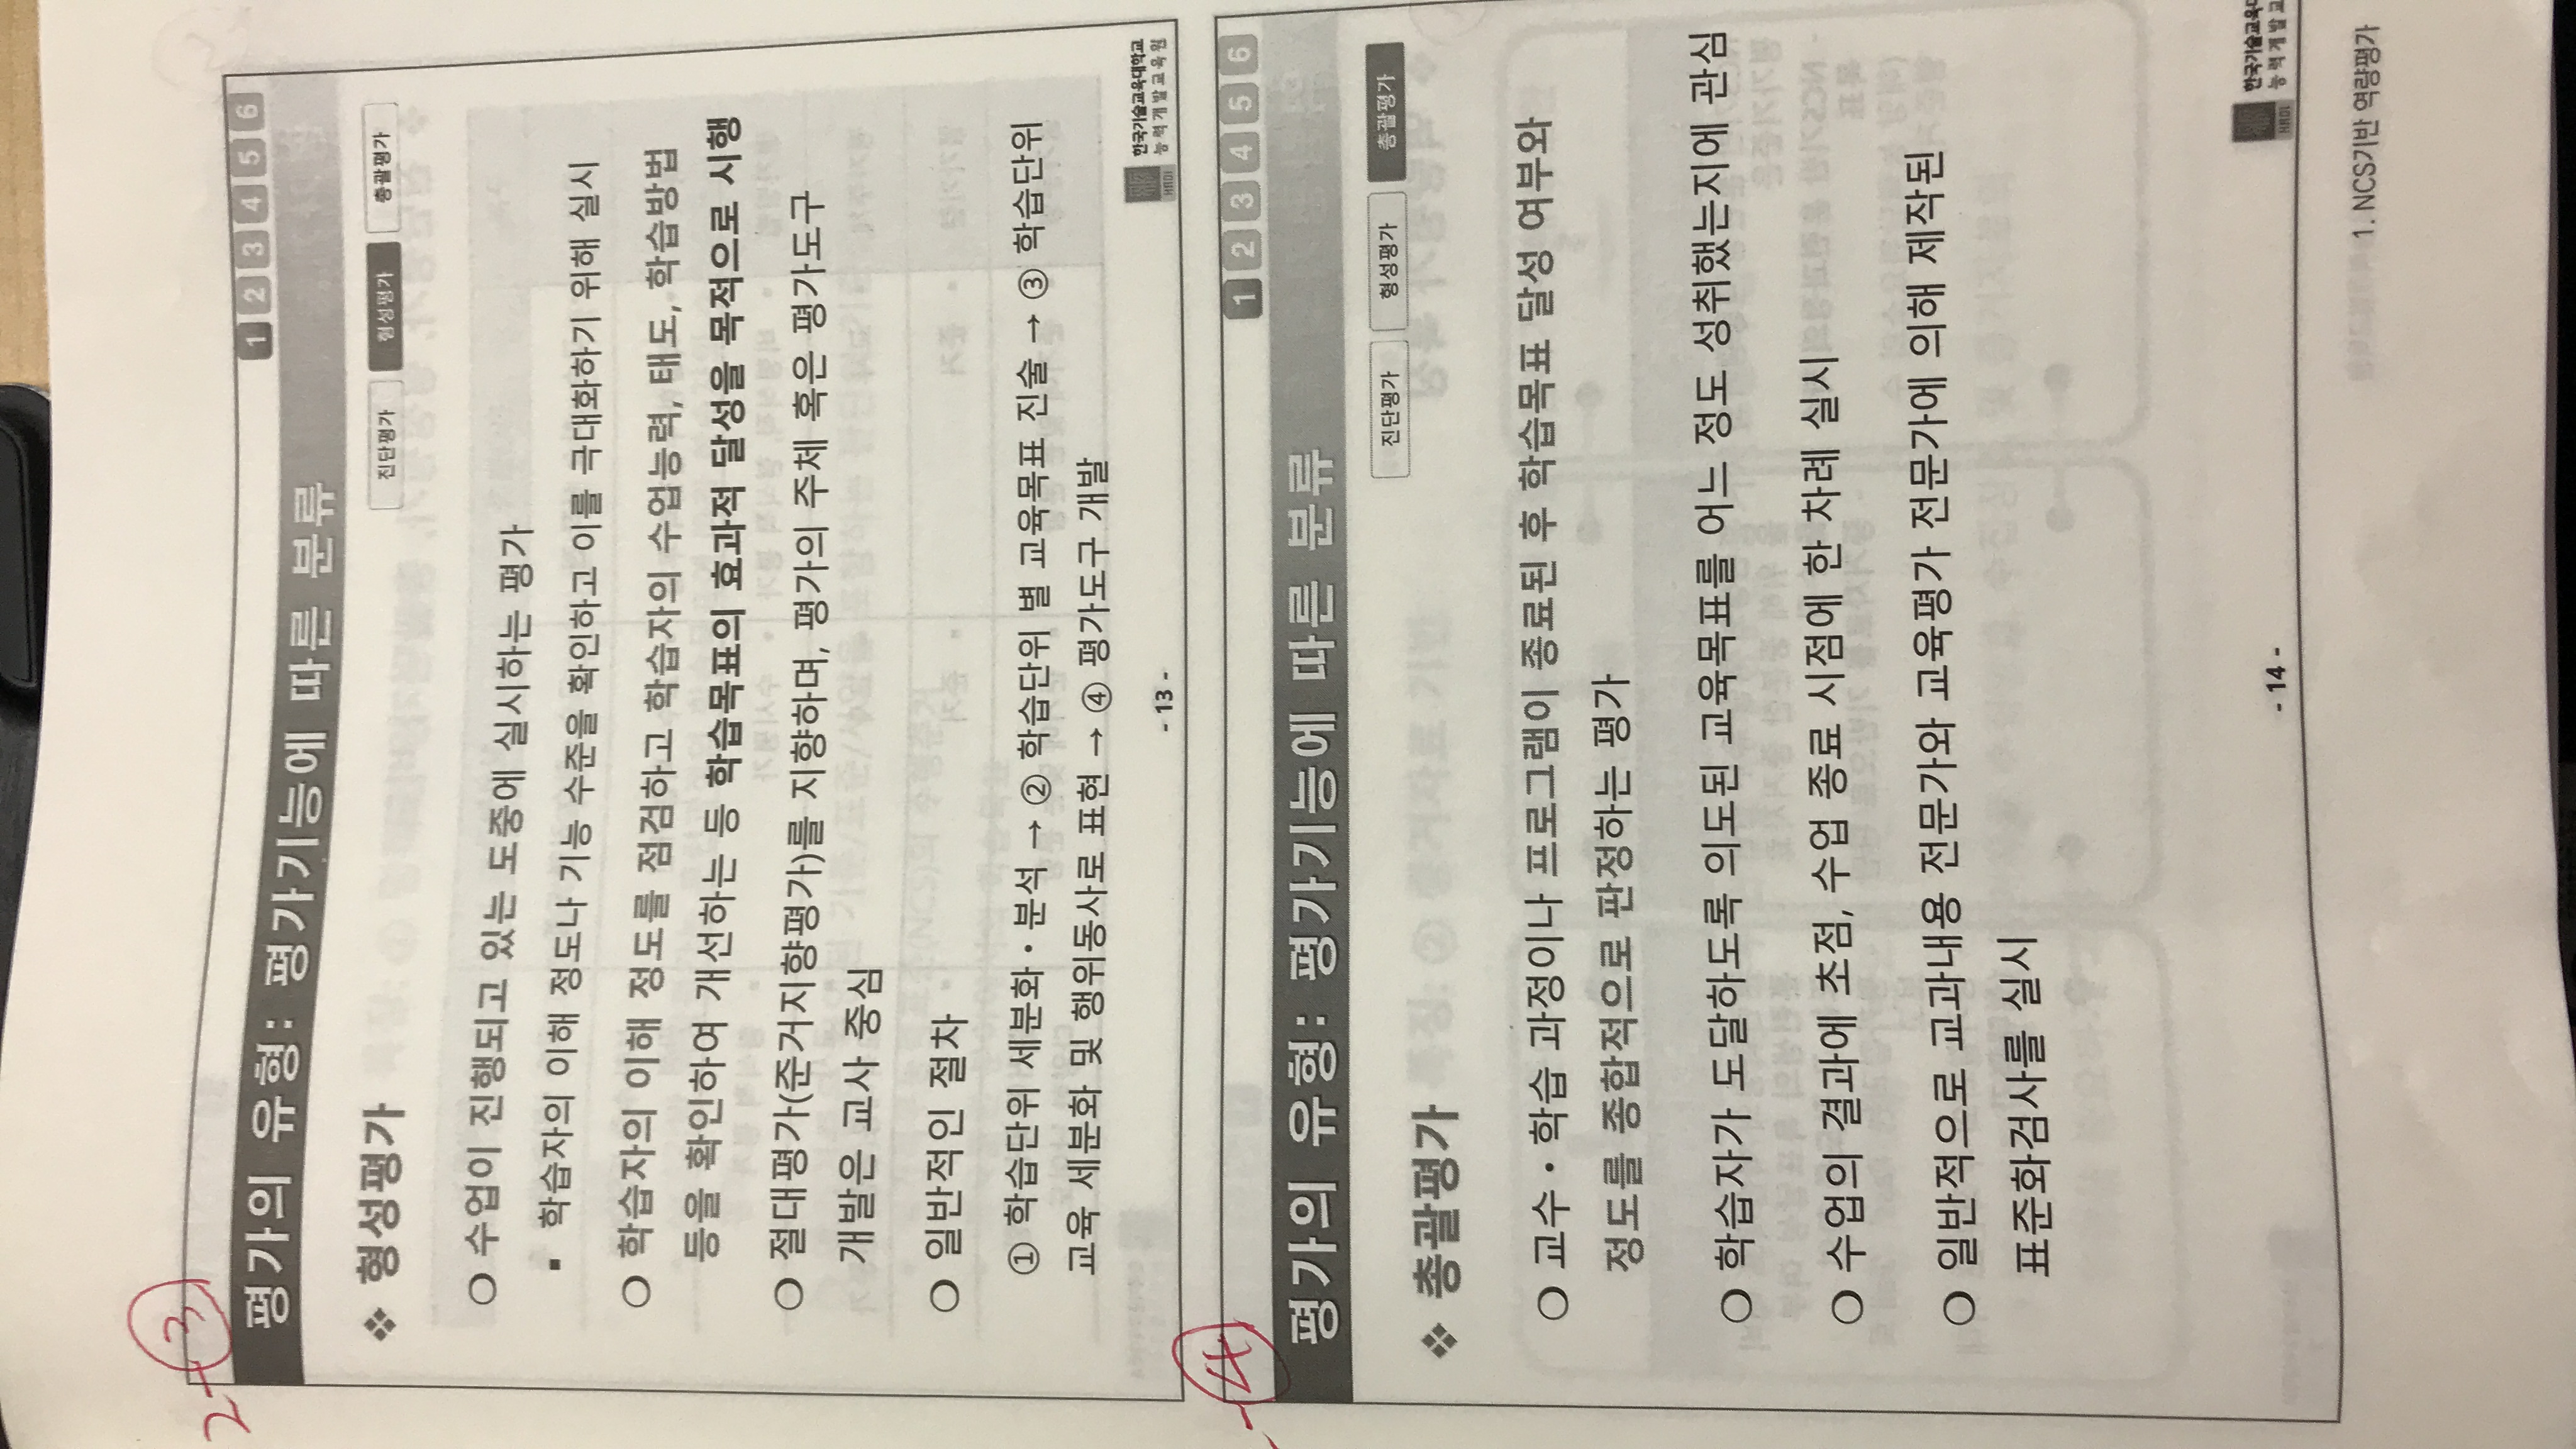 2-③
1 2 3 4 5 6
평가의 유형: 평가기능에 따른 분류
❖ 형성평가
진단평가 형성평가 총괄평가
❍ 수업이 진행되고 있는 도중에 실시하는 평가
▪ 학습자의 이해 정도나 기능 수준을 확인하고 이를 극대화하기 위해 실시
❍ 학습자의 이해 정도를 점검하고 학습자의 수업능력, 태도, 학습방법
등을 확인하여 개선하는 등 학습목표의 효과적 달성을 목적으로 시행
❍ 절대평가(준거지향평가)를 지향하며, 평가의 주체 혹은 평가도구
개발은 교사 중심
❍ 일반적인 절차
① 학습단위 세분화・분석 → ② 학습단위 별 교육목표 진술 → ③ 학습단위
교육 세분화 및 행위동사로 표현 → ④ 평가도구 개발
- 13 -
HRDI 한국기술교육대학교
능력개발교육원
-④
1 2 3 4 5 6
평가의 유형: 평가기능에 따른 분류
진단평가 형성평가 총괄평가
❖ 총괄평가
❍ 교수・학습 과정이나 프로그램이 종료된 후 학습목표 달성 여부와
정도를 종합적으로 판정하는 평가
❍ 학습자가 도달하도록 의도된 교육목표를 어느 정도 성취했는지에 관심
❍ 수업의 결과에 초점, 수업 종료 시점에 한 차례 실시
❍ 일반적으로 교과내용 전문가와 교육평가 전문가에 의해 제작된
표준화검사를 실시
- 14 -
HRDI 한국기술교육
능력개발교
1. NCS기반 역량평가